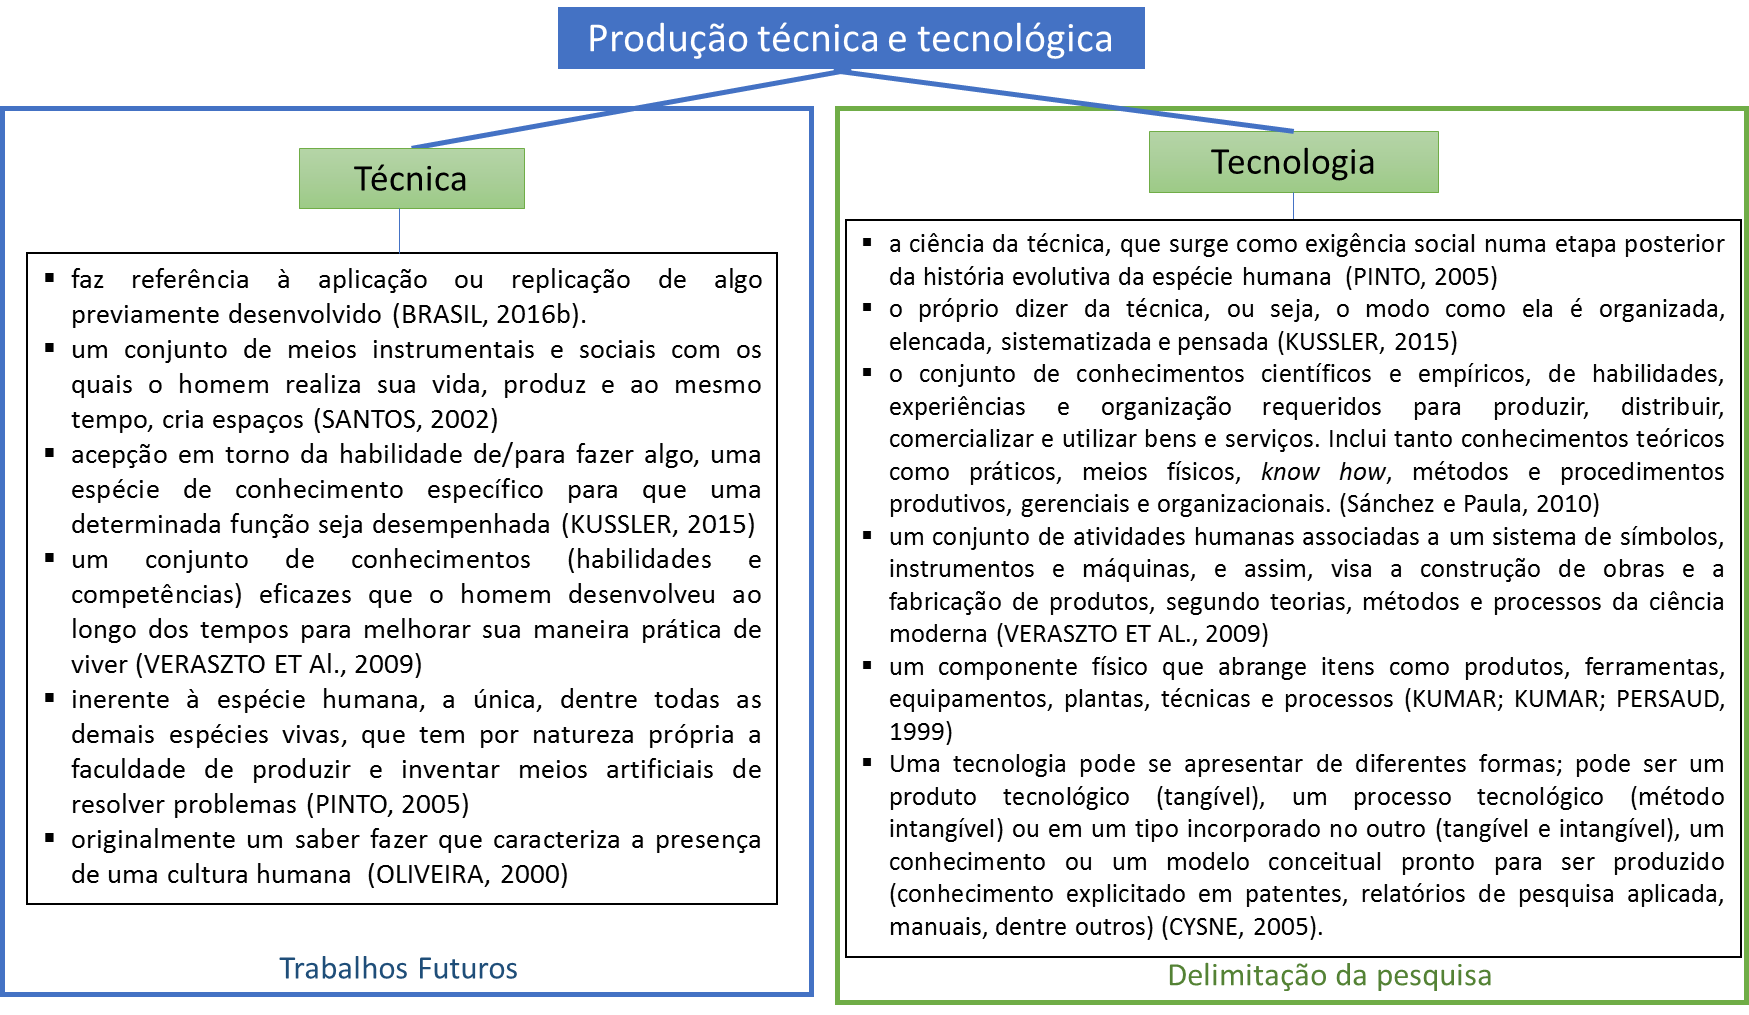 Produção técnica e tecnológica
Técnica
▪ faz referência à aplicação ou replicação de algo
previamente desenvolvido (BRASIL, 2016b).
▪ um conjunto de meios instrumentais e sociais com os
quais o homem realiza sua vida, produz e ao mesmo
tempo, cria espaços (SANTOS, 2002)
▪ acepção em torno da habilidade de/para fazer algo, uma
espécie de conhecimento específico para que uma
determinada função seja desempenhada (KUSSLER, 2015)
▪ um conjunto de conhecimentos (habilidades e
competências) eficazes que o homem desenvolveu ao
longo dos tempos para melhorar sua maneira prática de
viver (VERASZTO ET Al., 2009)
▪ inerente à espécie humana, a única, dentre todas as
demais espécies vivas, que tem por natureza própria a
faculdade de produzir e inventar meios artificiais de
resolver problemas (PINTO, 2005)
▪ originalmente um saber fazer que caracteriza a presença
de uma cultura humana (OLIVEIRA, 2000)
Trabalhos Futuros
Tecnologia
▪ a ciência da técnica, que surge como exigência social numa etapa posterior
da história evolutiva da espécie humana (PINTO, 2005)
▪ o próprio dizer da técnica, ou seja, o modo como ela é organizada,
elencada, sistematizada e pensada (KUSSLER, 2015)
▪ o conjunto de conhecimentos científicos e empíricos, de habilidades,
experiências e organização requeridos para produzir, distribuir,
comercializar e utilizar bens e serviços. Inclui tanto conhecimentos teóricos
como práticos, meios físicos, know how, métodos e procedimentos
produtivos, gerenciais e organizacionais. (Sánchez e Paula, 2010)
▪ um conjunto de atividades humanas associadas a um sistema de símbolos,
instrumentos e máquinas, e assim, visa a construção de obras e a
fabricação de produtos, segundo teorias, métodos e processos da ciência
moderna (VERASZTO ET AL., 2009)
▪ um componente físico que abrange itens como produtos, ferramentas,
equipamentos, plantas, técnicas e processos (KUMAR; KUMAR; PERSAUD,
1999)
▪ Uma tecnologia pode se apresentar de diferentes formas; pode ser um
produto tecnológico (tangível), um processo tecnológico (método
intangível) ou em um tipo incorporado no outro (tangível e intangível), um
conhecimento ou um modelo conceitual pronto para ser produzido
(conhecimento explicitado em patentes, relatórios de pesquisa aplicada,
manuais, dentre outros) (CYSNE, 2005).
Delimitação da pesquisa